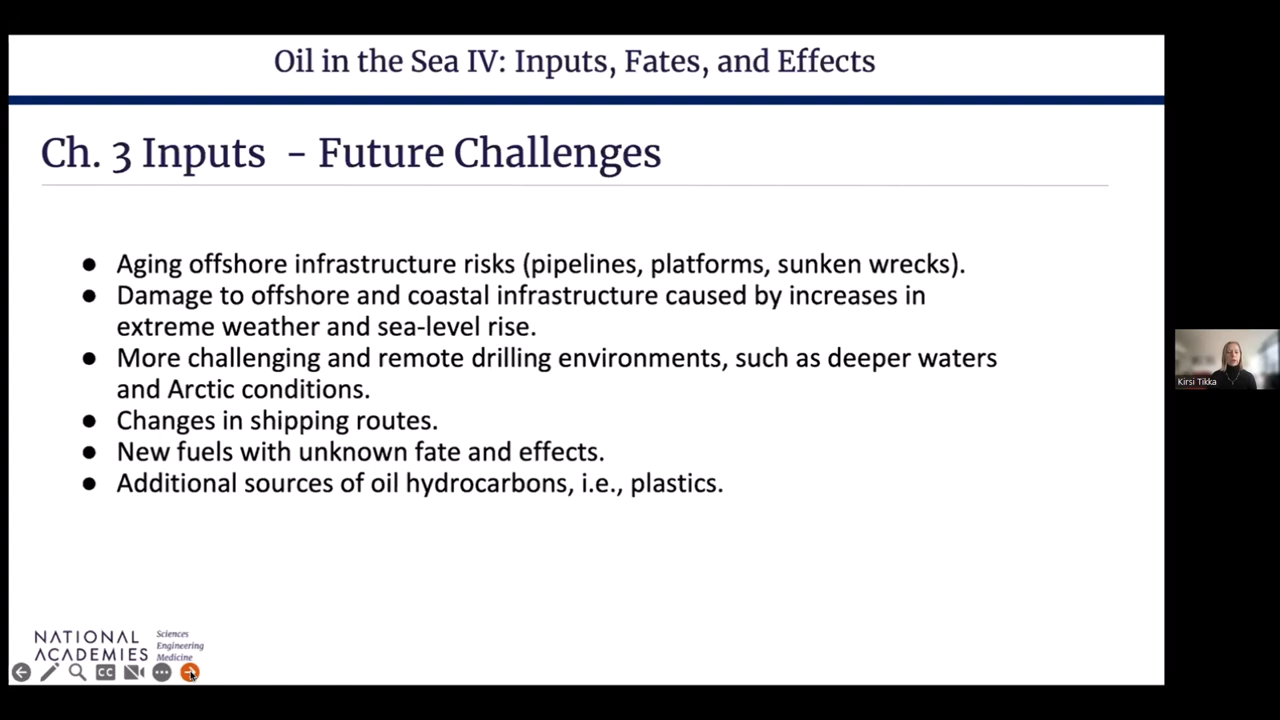 Oil in the Sea IV: Inputs, Fates, and Effects
Ch. 3 Inputs - Future Challenges
● Aging offshore infrastructure risks (pipelines, platforms, sunken wrecks).
● Damage to offshore and coastal infrastructure caused by increases in
extreme weather and sea-level rise.
● More challenging and remote drilling environments, such as deeper waters
and Arctic conditions.
● Changes in shipping routes.
● New fuels with unknown fate and effects.
● Additional sources of oil hydrocarbons, i.e., plastics.
Kirsi Tikka
NATIONAL
ACADEMIES
Sciences
Engineering
Medicine
CC